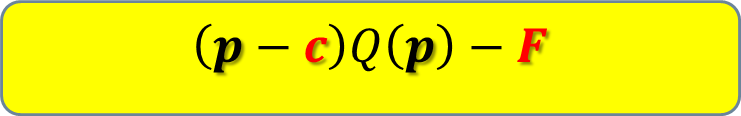 (p − c)Q(p) − F